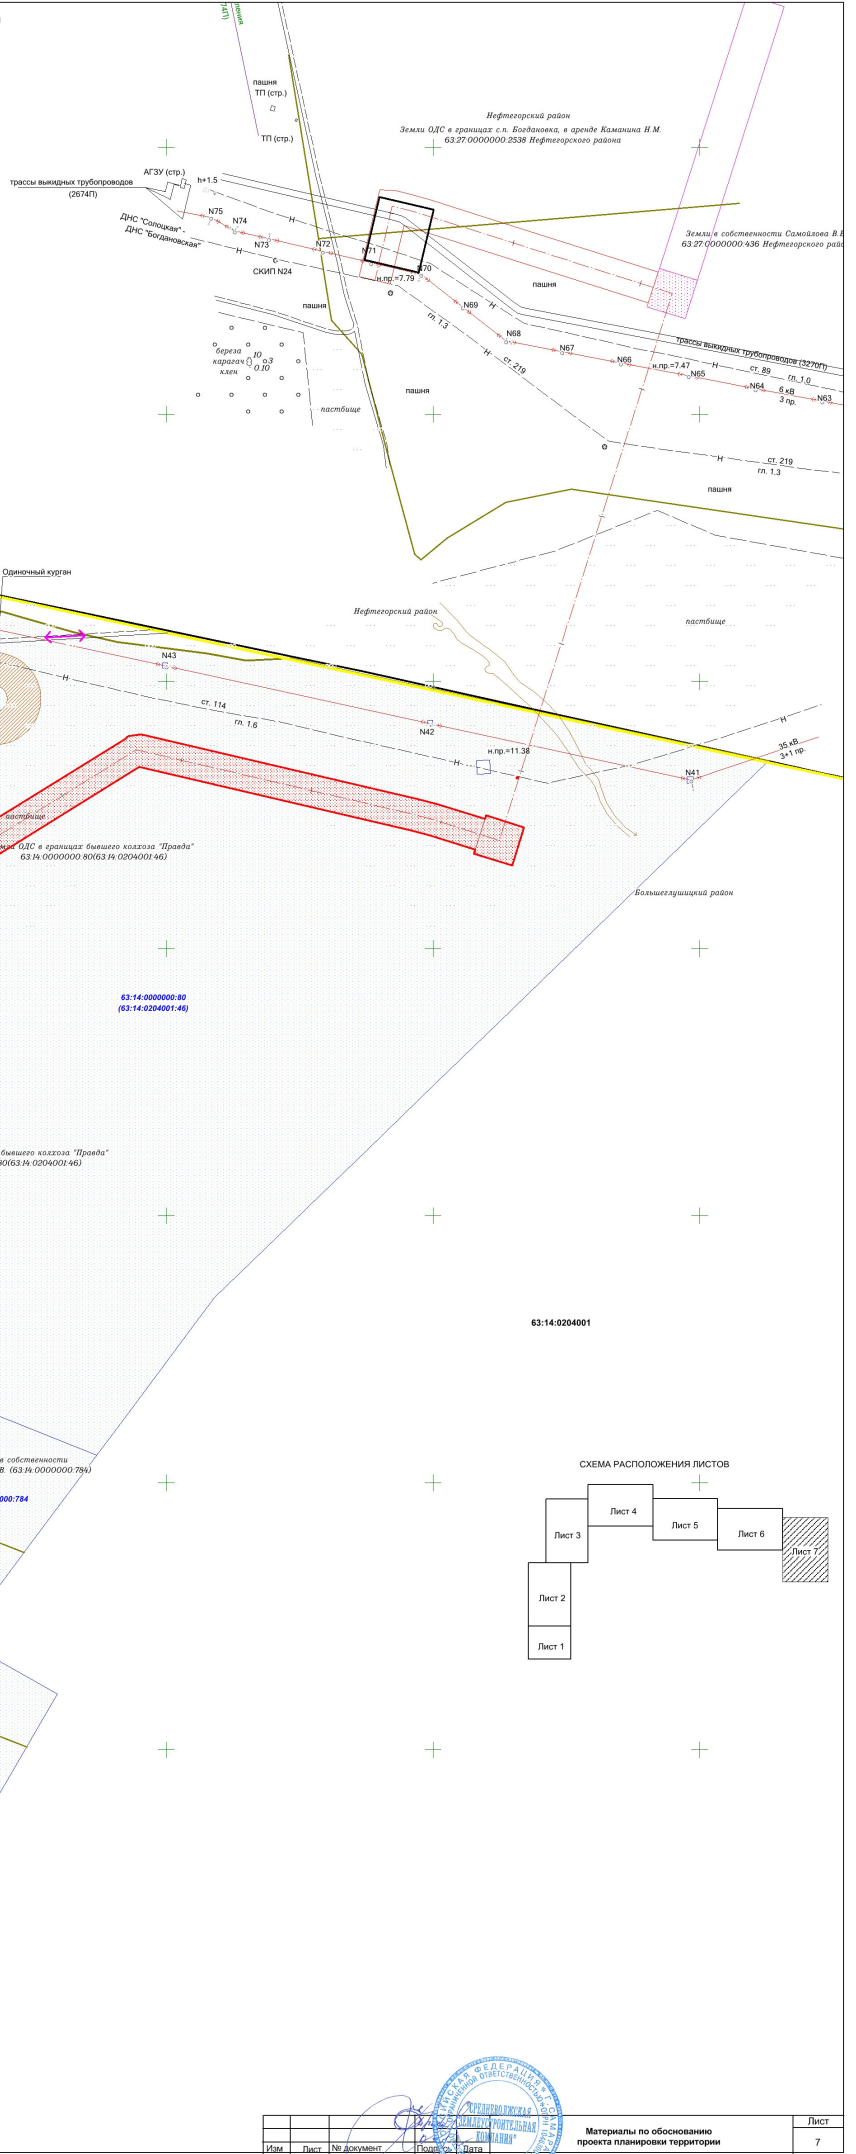 пашня
ТП (стр.)
ТП (стр.)
Нефтегорский район
Земли ОДС в границах с.п. Богдановка, в аренде Каманина Н.М.
63:27:0000000:2538 Нефтегорского района
АГЗУ (стр.)
h+1.5
трассы выкидных трубопроводов
(2674П)
ДНС "Солоцкая" -
ДНС "Богдановская"
N75
N74
N73
N72
N71
N70
Н
Н
СКИП N24
н.пр.=7.79
Земли в собственности Самойлова В.В
63:27:0000000:436 Нефтегорского
пашня
пашня
N69
Н
гл. 1.3
N68
N67
N66
трассы выкидных трубопроводов (3270П)
н.пр.=7.47
N65
Н
ст. 89
гл. 1.0
N64
6 кВ
3 пр.
N63
Н
ст. 219
береза
карагач
клен
10
0.10
3
пастбище
пашня
Н
ст. 219
гл. 1.3
пашня
Одиночный курган
Нефтегорский район
пастбище
N43
Н
ст. 114
гл. 1.6
N42
н.пр.=11.38
Н
Н
35 кВ
3+1 пр.
N41
пастбище
ОДС в границах бывшего колхоза "Правда"
63:14:0000000:80(63:14:0204001:46)
Большеглушицкий район
63:14:0000000:80
(63:14:0204001:46)
бывшего колхоза "Правда"
80(63:14:0204001:46)
63:14:0204001
в собственности
В. (63:14:0000000:784)
000:784
СХЕМА РАСПОЛОЖЕНИЯ ЛИСТОВ
Лист 4
Лист 3
Лист 5
Лист 6
Лист 7
Лист 2
Лист 1
"СРЕДНЕВОЛЖСКАЯ
ЗЕМЛЕУСТРОИТЕЛЬНАЯ
КОМПАНИЯ"
Изм
Лист
№ документ
Дата
Материалы по обоснованию
проекта планировки территории
Лист
7